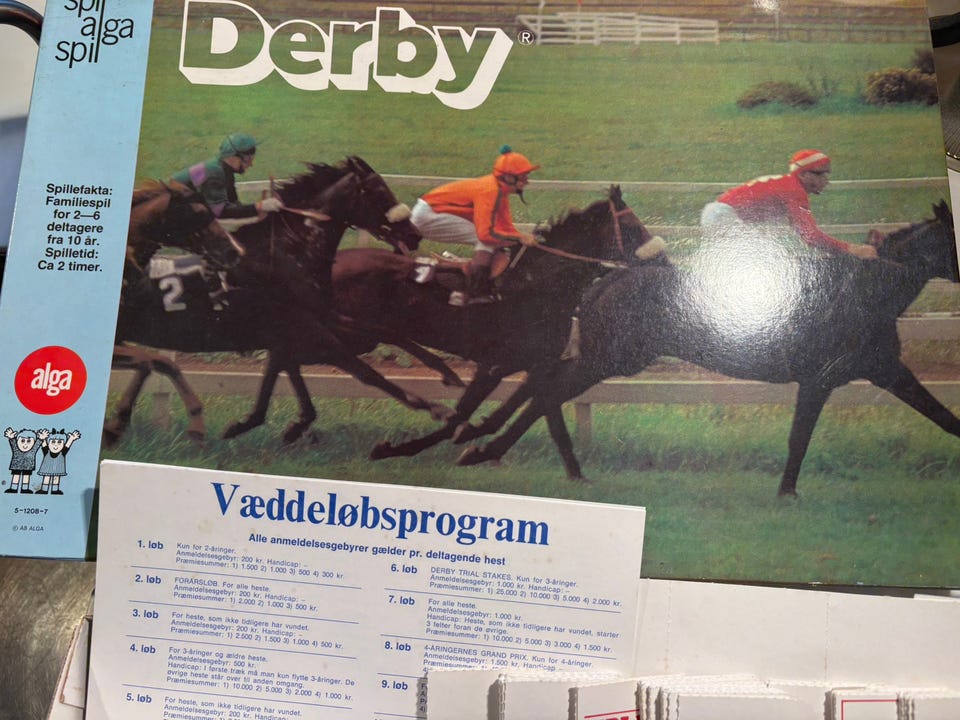 spil
alga
spil
Derby®
Spillefakta:
Familiespil
for 2—6
deltagere
fra 10 år.
Spilletid:
Ca 2 timer.
alga
5-1208-7
© AB ALGA
2
Væddeløbsprogram
Alle anmeldelsesgebyrer gælder pr. deltagende hest
1. løb
Kun for 2-åringer.
Anmeldelsesgebyr: 200 kr. Handicap: –
Præmiesummer: 1) 1.500 2) 1.000 3) 500 4) 300 kr.
2. løb
FORÅRSLØB. For alle heste.
Anmeldelsesgebyr: 200 kr. Handicap: –
Præmiesummer: 1) 2.000 2) 1.000 3) 500 kr.
3. løb
For heste, som ikke tidligere har vundet.
Anmeldelsesgebyr: 200 kr. Handicap: –
Præmiesummer: 1) 2.500 2) 1.500 3) 1.000 4) 500 kr.
4. løb
For 3-åringer og ældre heste.
Anmeldelsesgebyr: 500 kr.
Handicap: I første træk må man kun flytte 3-åringer. De
øvrige heste står over til anden omgang.
Præmiesummer: 1) 10.000 2) 5.000 3) 2.000 4) 1.000 kr.
5. løb
For heste, som ikke tidligere har vundet.
Anmeldelsesgebyr: 200 kr. Handicap: –
6. løb
DERBY TRIAL STAKES. Kun for 3-åringer.
Anmeldelsesgebyr: 1.000 kr. Handicap: –
Præmiesummer: 1) 25.000 2) 10.000 3) 5.000 4) 2.000 kr.
7. løb
For alle heste.
Anmeldelsesgebyr: 1.000 kr.
Handicap: Heste, som ikke tidligere har vundet, starter
3 felter foran de øvrige.
Præmiesummer: 1) 10.000 2) 5.000 3) 3.000 4) 1.500 kr.
8. løb
4-ÅRINGERNES GRAND PRIX. Kun for 4-åringer.
Anmeldelsesgebyr: 1.500 kr. Handicap: –
9. løb